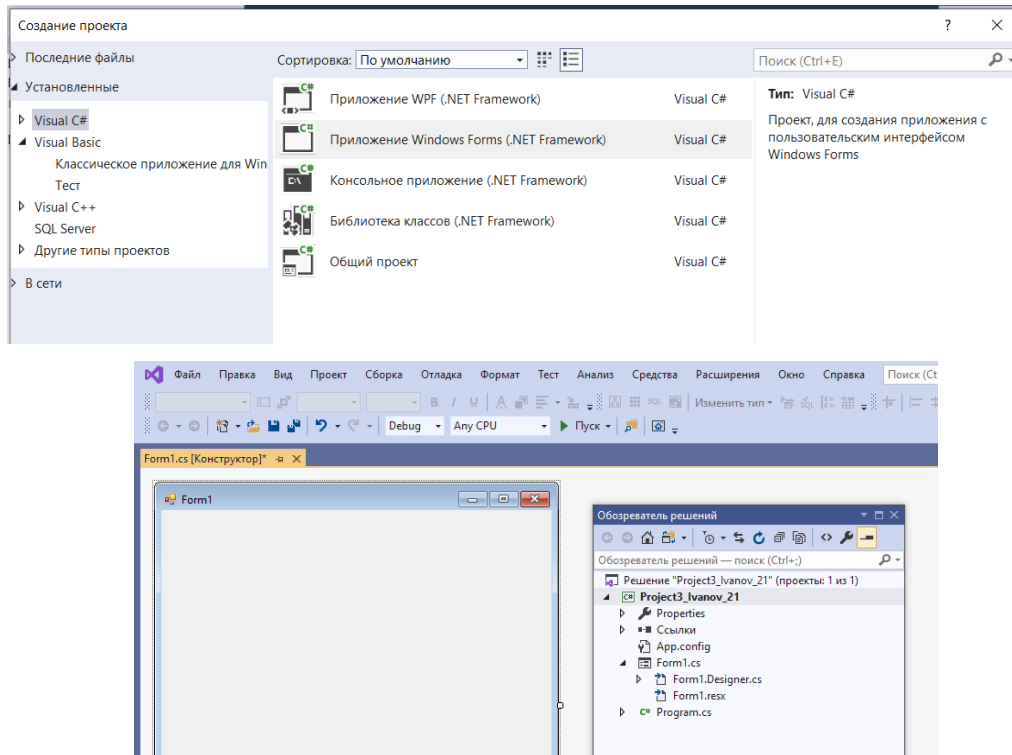 Создание проекта ?
Последние файлы
Установленные
Visual C#
Visual Basic
Классическое приложение для Win
Тест
Visual C++
SQL Server
Другие типы проектов
В сети
Сортировка: По умолчанию
Приложение WPF (.NET Framework) Visual C#
Приложение Windows Forms (.NET Framework) Visual C#
Консольное приложение (.NET Framework) Visual C#
Библиотека классов (.NET Framework) Visual C#
Общий проект Visual C#
Поиск (Ctrl+E)
Тип: Visual C#
Проект, для создания приложения с
пользовательским интерфейсом
Windows Forms
Файл Правка Вид Проект Сборка Отладка Формат Тест Анализ Средства Расширения Окно Справка Поиск (Ct
Изменить тип
Debug Any CPU Пуск
Form1.cs [Конструктор]*
Form1
Обозреватель решений
Обозреватель решений — поиск (Ctrl+;)
Решение "Project3_Ivanov_21" (проекты: 1 из 1)
Project3_Ivanov_21
Properties
Ссылки
App.config
Form1.cs
Form1.Designer.cs
Form1.resx
Program.cs